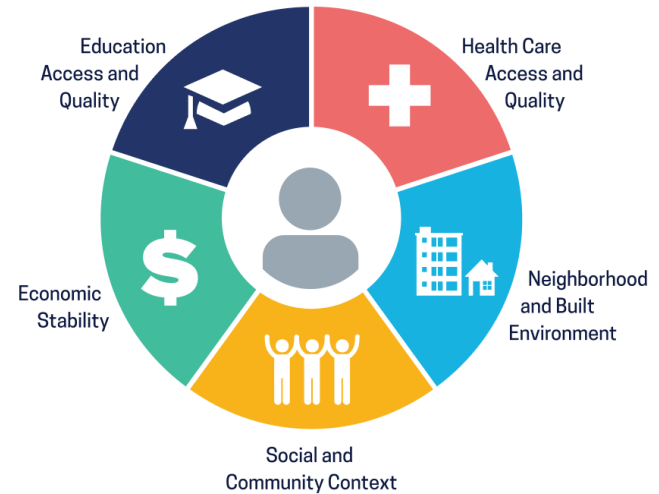 Education
Access and
Quality
Health Care
Access and
Quality
Economic
Stability
Neighborhood
and Built
Environment
Social and
Community Context